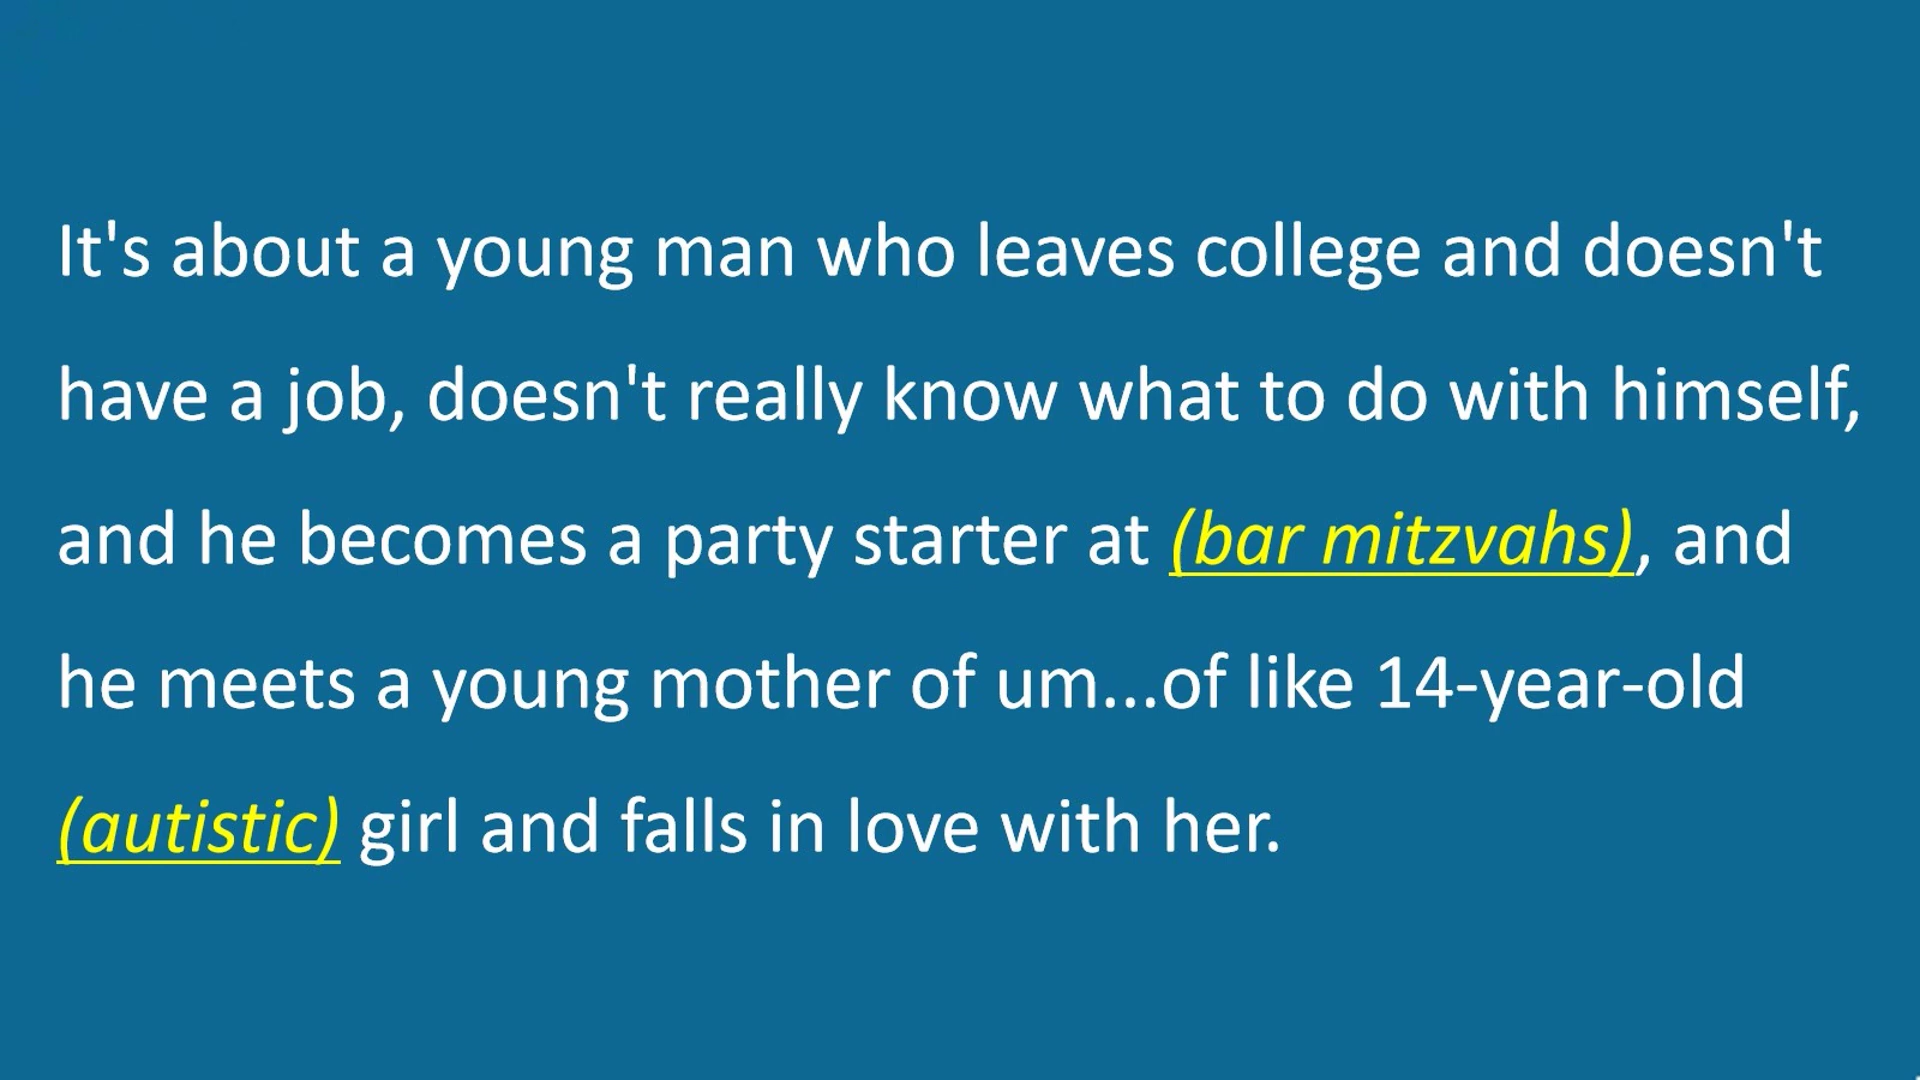 It's about a young man who leaves college and doesn't
have a job, doesn't really know what to do with himself,
and he becomes a party starter at (bar mitzvahs), and
he meets a young mother of um...of like 14-year-old
(autistic) girl and falls in love with her.